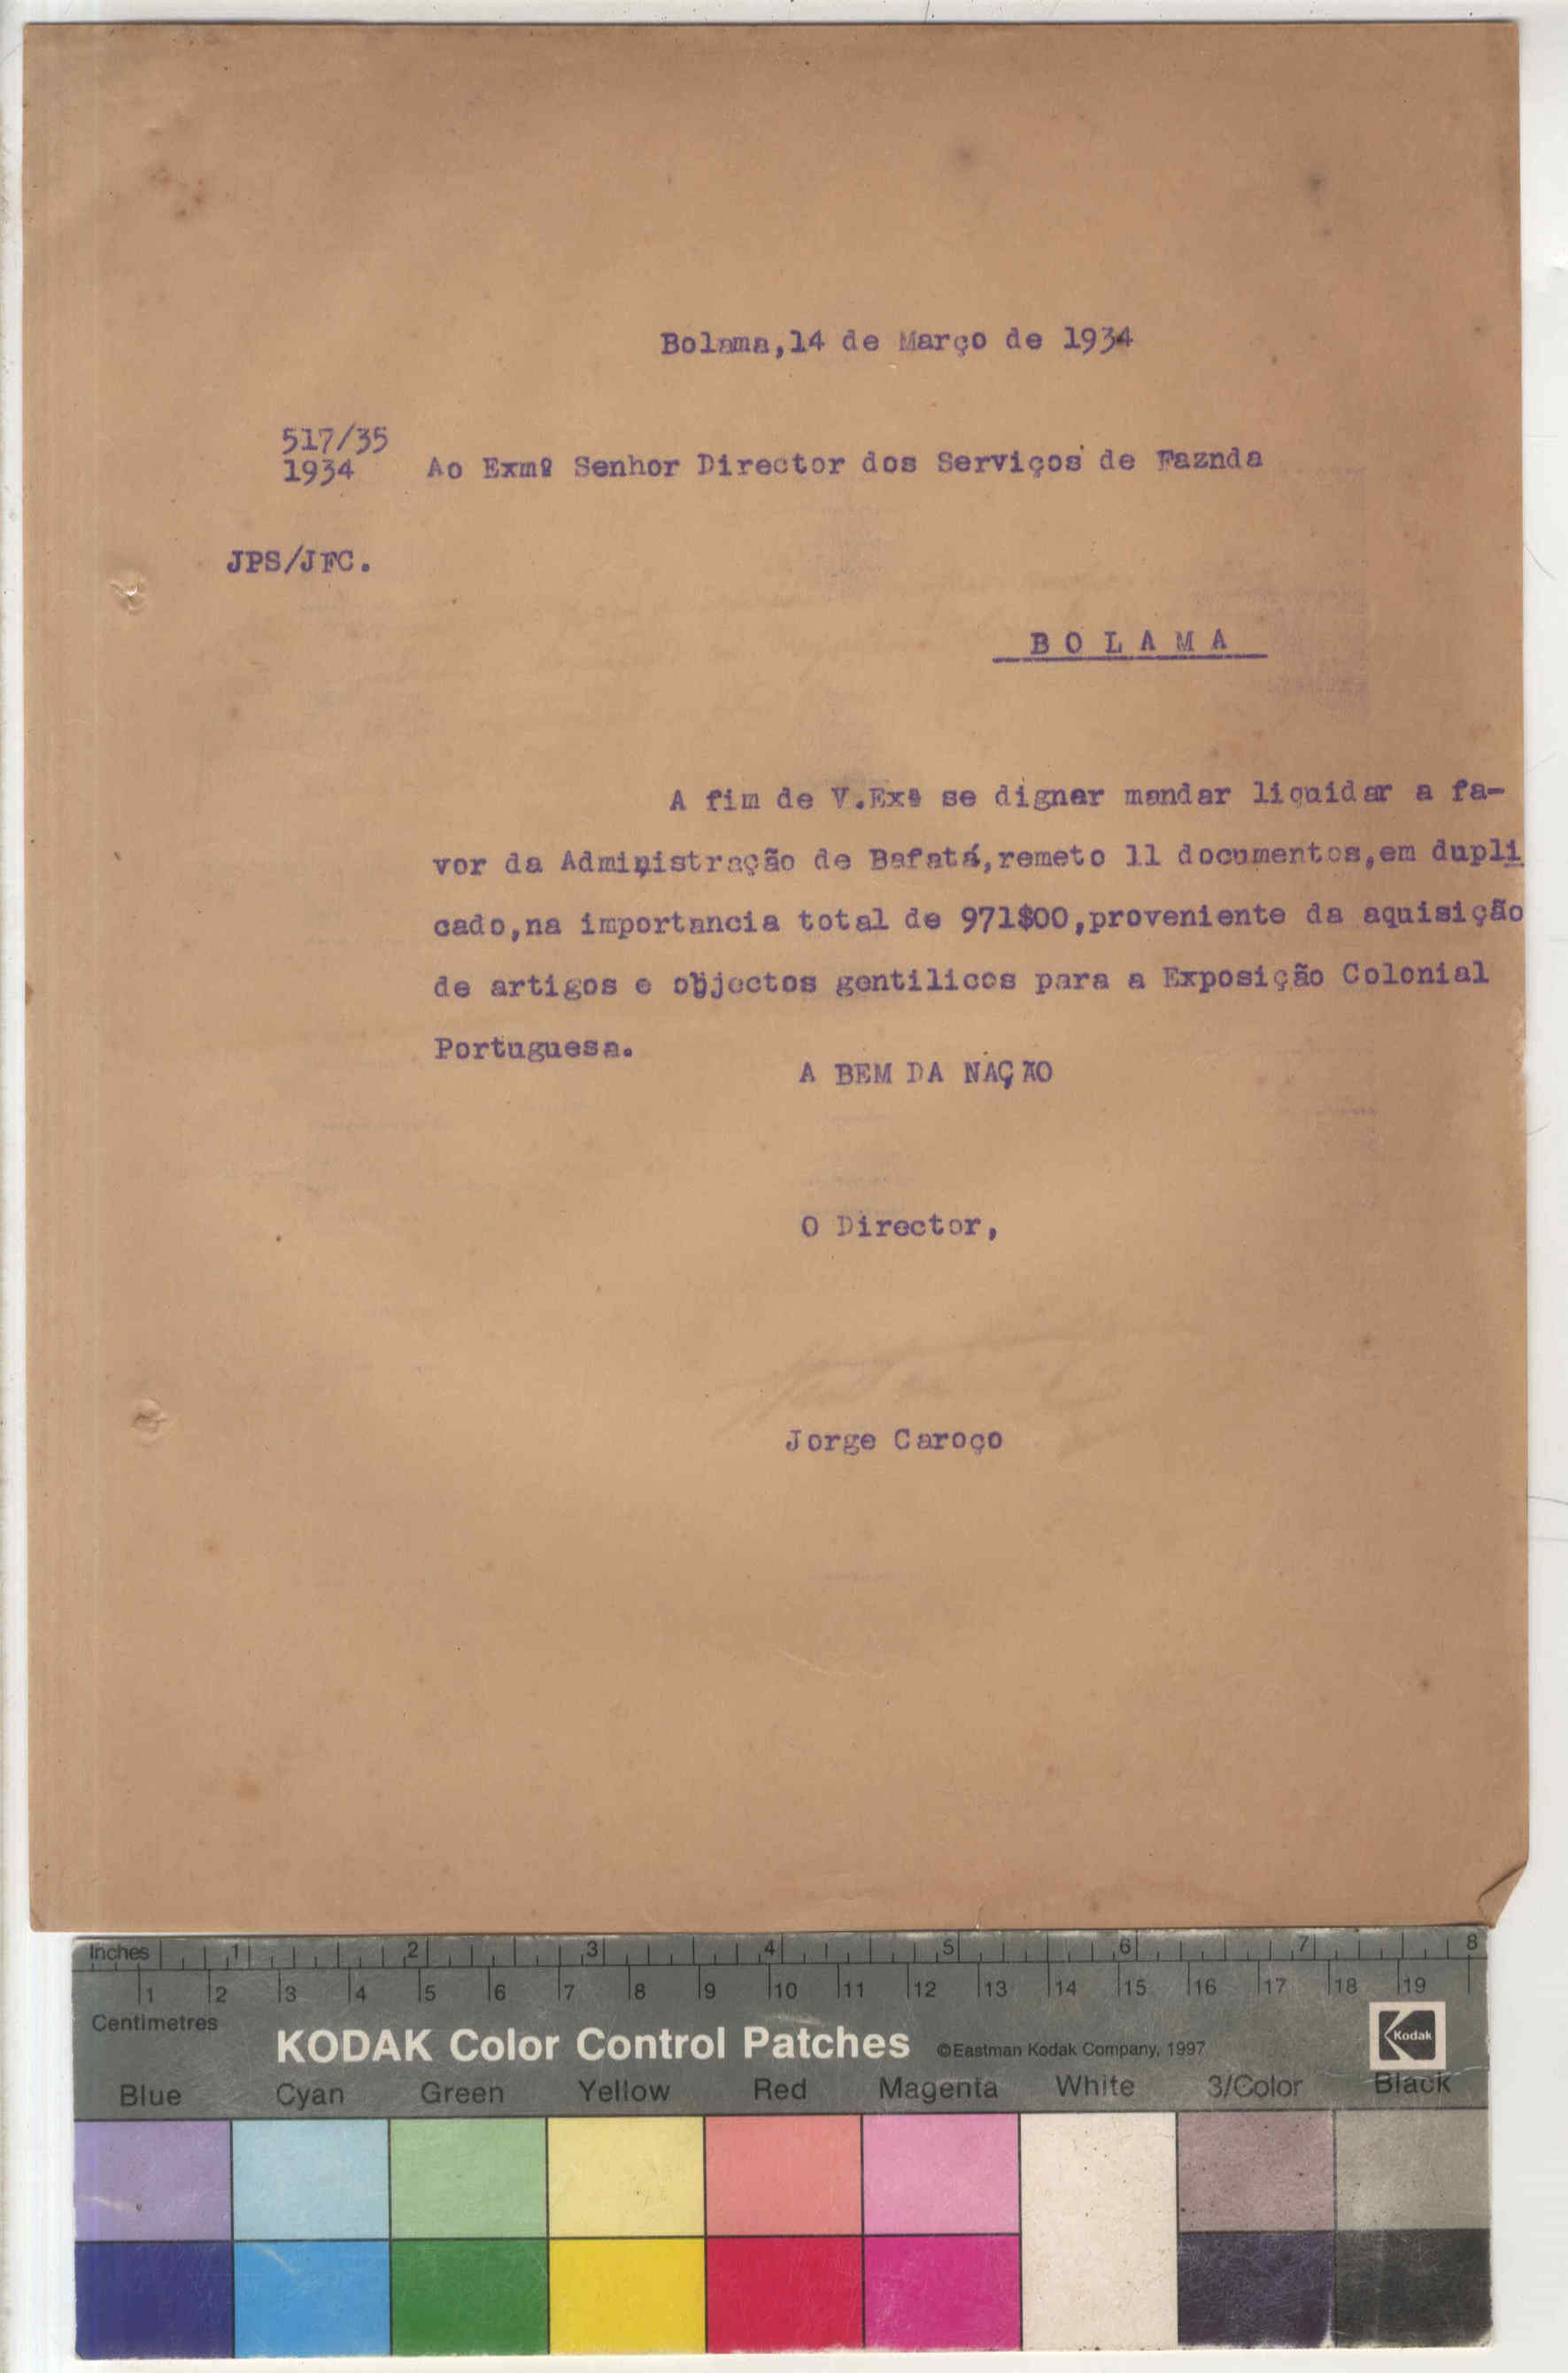 Bolama,14 de Março de 1934
517/35
1934 Ao Exmº Senhor Director dos Serviços de Faznda
JPS/JFC.
B O L A M A
A fim de V.Exª se dignar mandar liquidar a fa-
vor da Administração de Bafatá,remeto 11 documentos,em dupli
cado,na importancia total de 971$00,proveniente da aquisição
de artigos e objectos gentilicos para a Exposição Colonial
Portuguesa.
A BEM DA NAÇÃO
O Director,
Jorge Caroço
Inches 1 2 3 4 5 6 7 8
1 2 3 4 5 6 7 8 9 10 11 12 13 14 15 16 17 18 19
Centimetres
KODAK Color Control Patches ©Eastman Kodak Company, 1997 Kodak
Blue Cyan Green Yellow Red Magenta White 3/Color Black